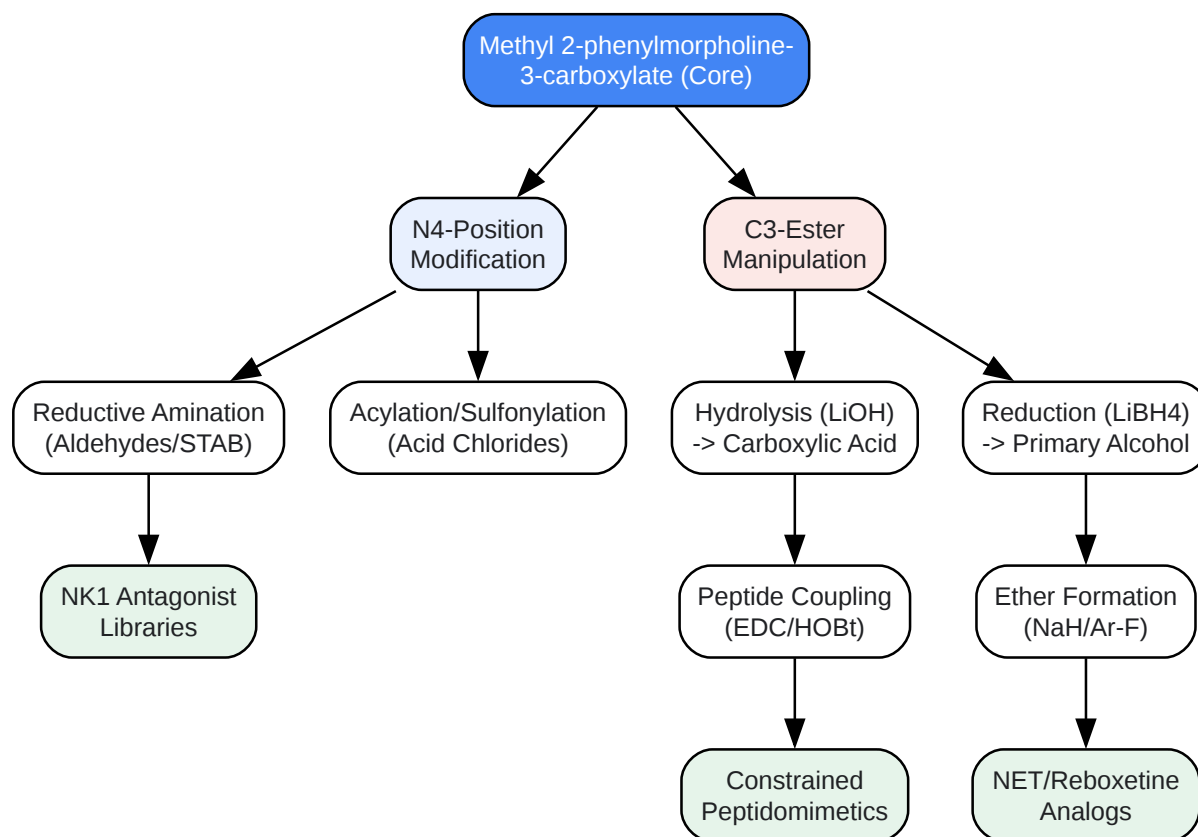 Methyl 2-phenylmorpholine-
3-carboxylate (Core)
N4-Position
Modification
C3-Ester
Manipulation
Reductive Amination
(Aldehydes/STAB)
Acylation/Sulfonylation
(Acid Chlorides)
Hydrolysis (LiOH)
-> Carboxylic Acid
Reduction (LiBH4)
-> Primary Alcohol
NK1 Antagonist
Libraries
Peptide Coupling
(EDC/HOBt)
Ether Formation
(NaH/Ar-F)
Constrained
Peptidomimetics
NET/Reboxetine
Analogs